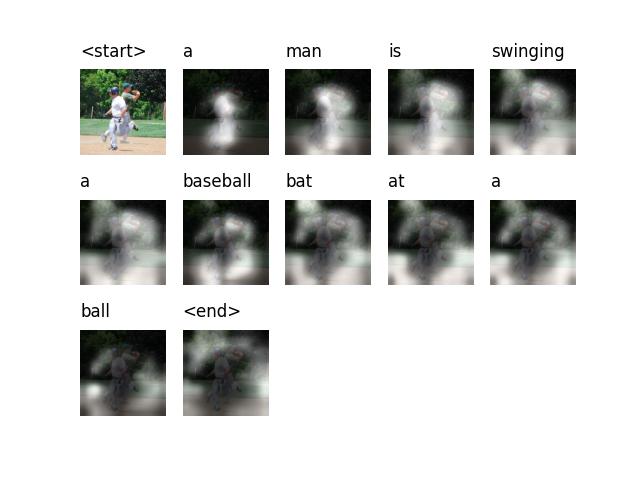 <start> a man is swinging
a baseball bat at a
ball <end>